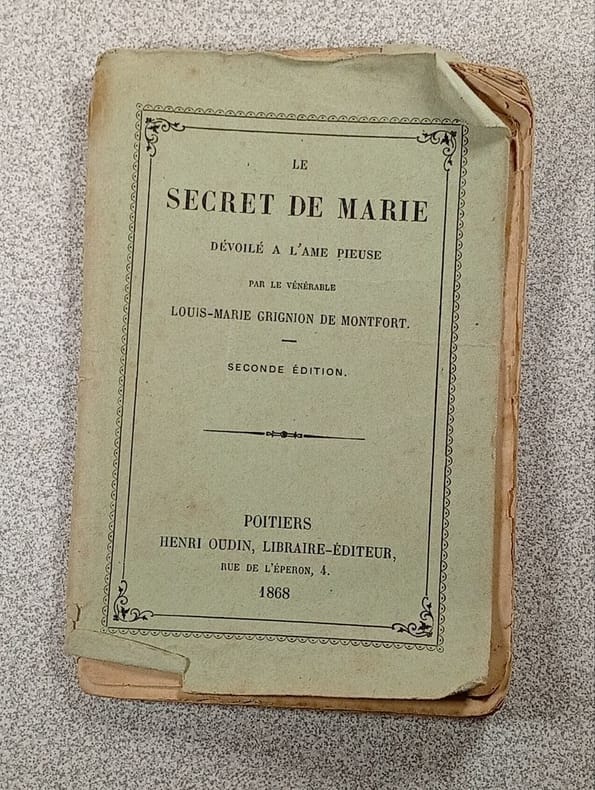 LE
SECRET DE MARIE
DÉVOILÉ A L'AME PIEUSE
PAR LE VÉNÉRABLE
LOUIS-MARIE GRIGNION DE MONTFORT.
SECONDE ÉDITION.
POITIERS
HENRI OUDIN, LIBRAIRE-ÉDITEUR,
RUE DE L'ÉPERON, 4.
1868